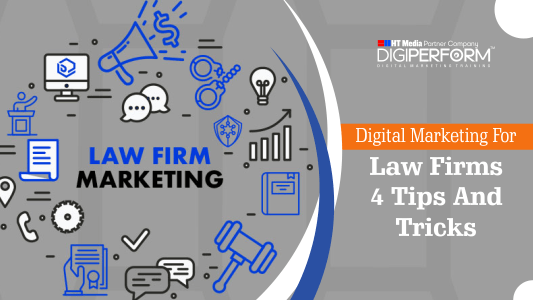 LAW FIRM
MARKETING
HT Media Partner Company
DIGIPERFORM
DIGITAL MARKETING TRAINING
Digital Marketing For
Law Firms
4 Tips And
Tricks